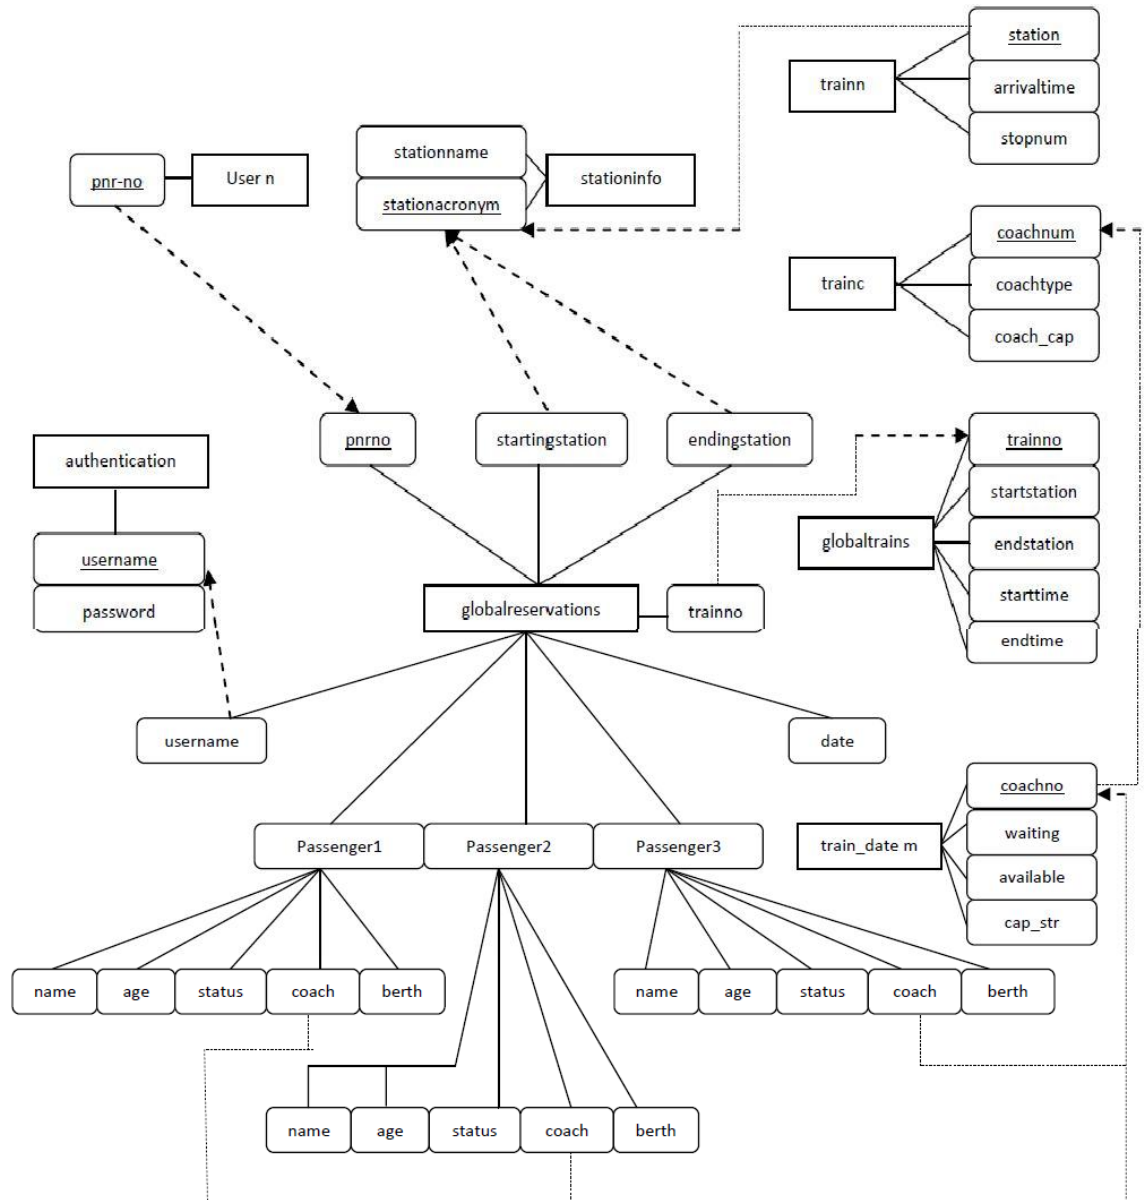 station
trainn
arrivaltime
stopnum
stationname
pnr-no
User n
stationinfo
stationacronym
coachnum
trainc
coachtype
coach_cap
pnrno
startingstation
endingstation
trainno
authentication
startstation
globaltrains
endstation
username
starttime
password
globalreservations
trainno
endtime
username
date
coachno
waiting
Passenger1
Passenger2
Passenger3
train_date m
available
cap_str
name
age
status
coach
berth
name
age
status
coach
berth
name
age
status
coach
berth